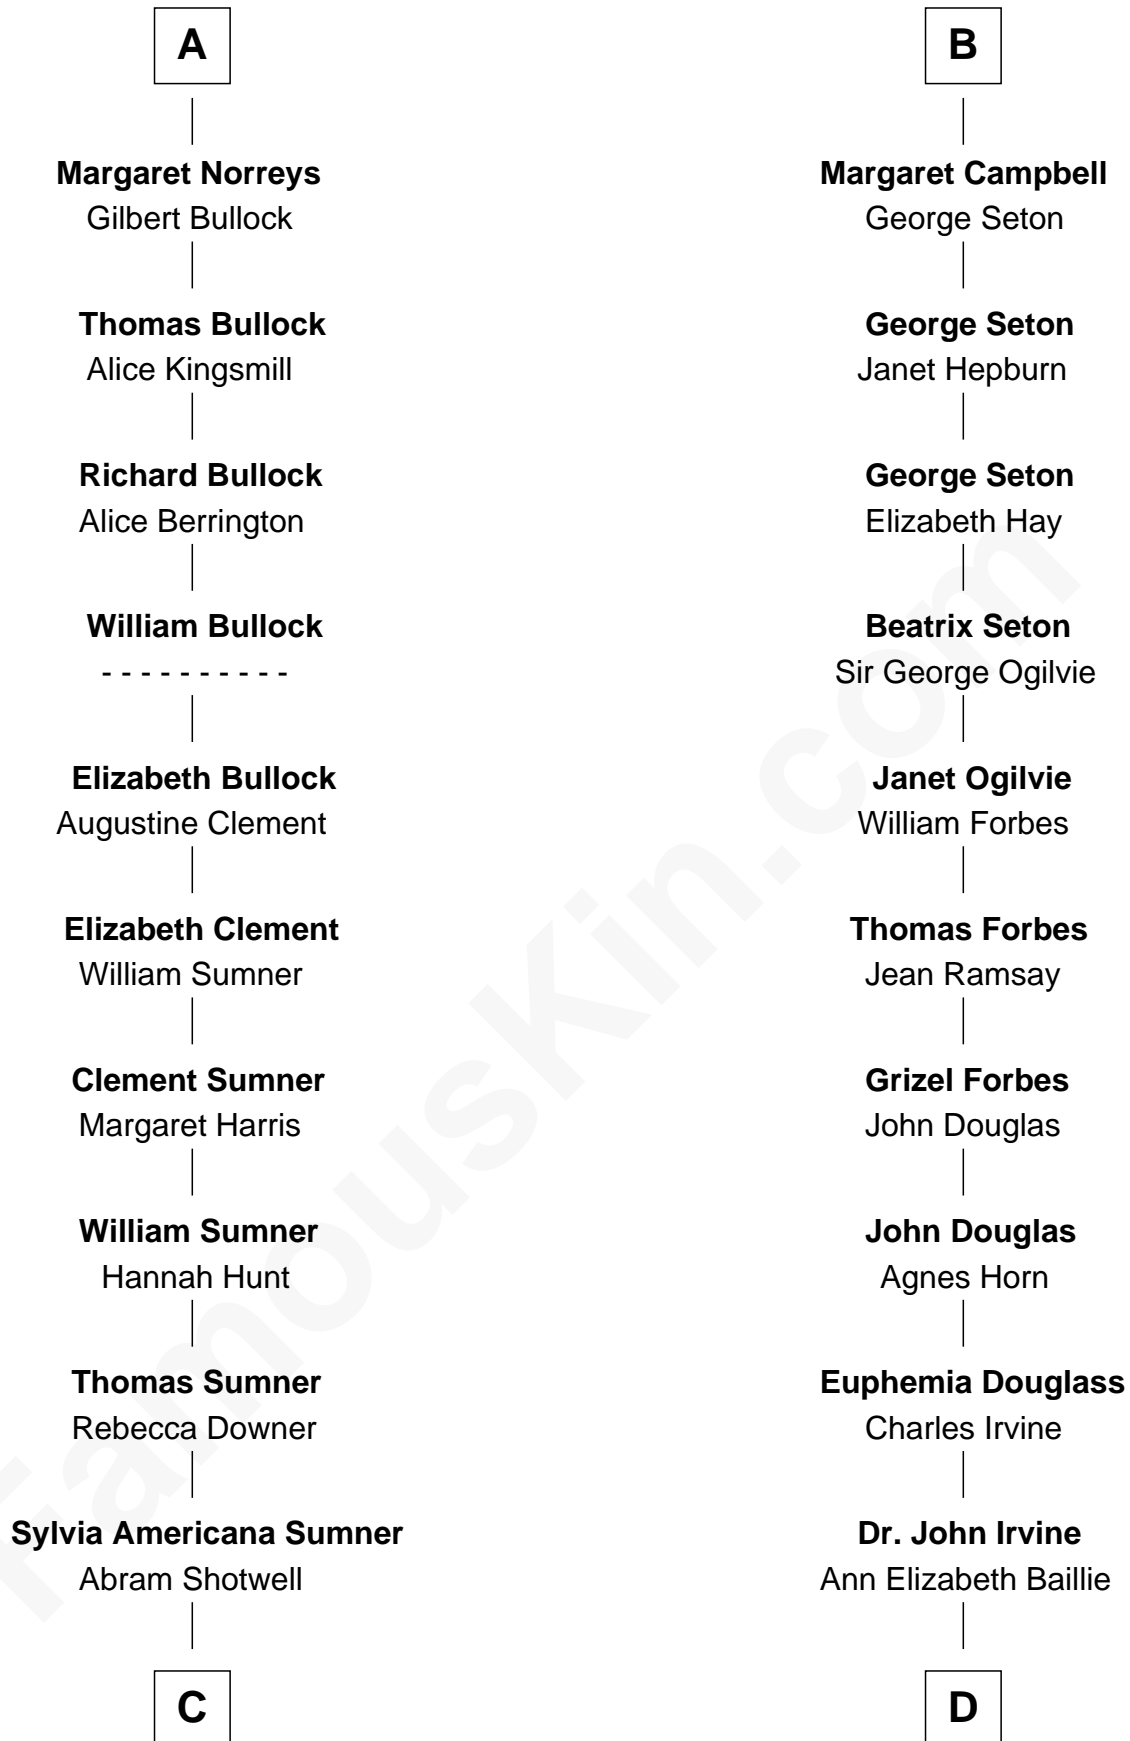 A
Margaret Norreys
Gilbert Bullock
Thomas Bullock
Alice Kingsmill
Richard Bullock
Alice Berrington
William Bullock
- - - - - - - - - -
Elizabeth Bullock
Augustine Clement
Elizabeth Clement
William Sumner
Clement Sumner
Margaret Harris
William Sumner
Hannah Hunt
Thomas Sumner
Rebecca Downer
Sylvia Americana Sumner
Abram Shotwell
C
B
Margaret Campbell
George Seton
George Seton
Janet Hepburn
George Seton
Elizabeth Hay
Beatrix Seton
Sir George Ogilvie
Janet Ogilvie
William Forbes
Thomas Forbes
Jean Ramsay
Grizel Forbes
John Douglas
John Douglas
Agnes Horn
Euphemia Douglass
Charles Irvine
Dr. John Irvine
Ann Elizabeth Baillie
D
FamousKin.com